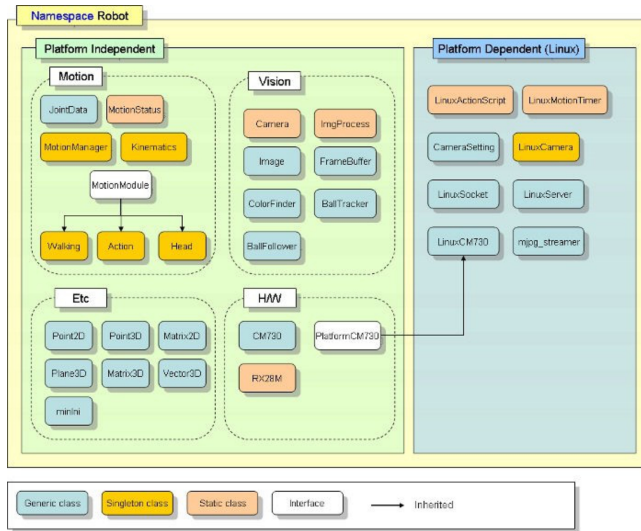 Namespace Robot
Platform Independent
Motion
JointData
MotionStatus
MotionManager
Kinematics
MotionModule
Walking
Action
Head
Vision
Camera
ImgProcess
Image
FrameBuffer
ColorFinder
BallTracker
BallFollower
Etc
Point2D
Point3D
Matrix2D
Plane3D
Matrix3D
Vector3D
minIni
H/W
CM730
PlatformCM730
RX28M
Platform Dependent (Linux)
LinuxActionScript
LinuxMotionTimer
CameraSetting
LinuxCamera
LinuxSocket
LinuxServer
LinuxCM730
mjpg_streamer
Generic class
Singleton class
Static class
Interface
Inherited